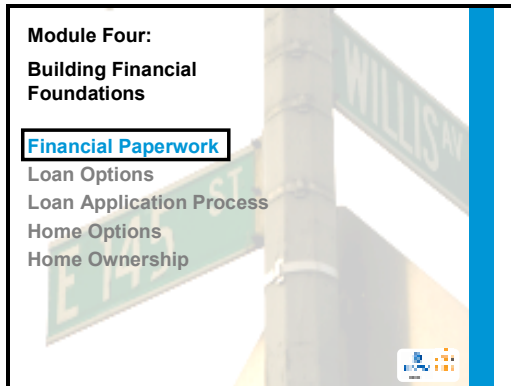 Module Four:
Building Financial
Foundations
Financial Paperwork
Loan Options
Loan Application Process
Home Options
Home Ownership
WILLIS AV
E 145 ST